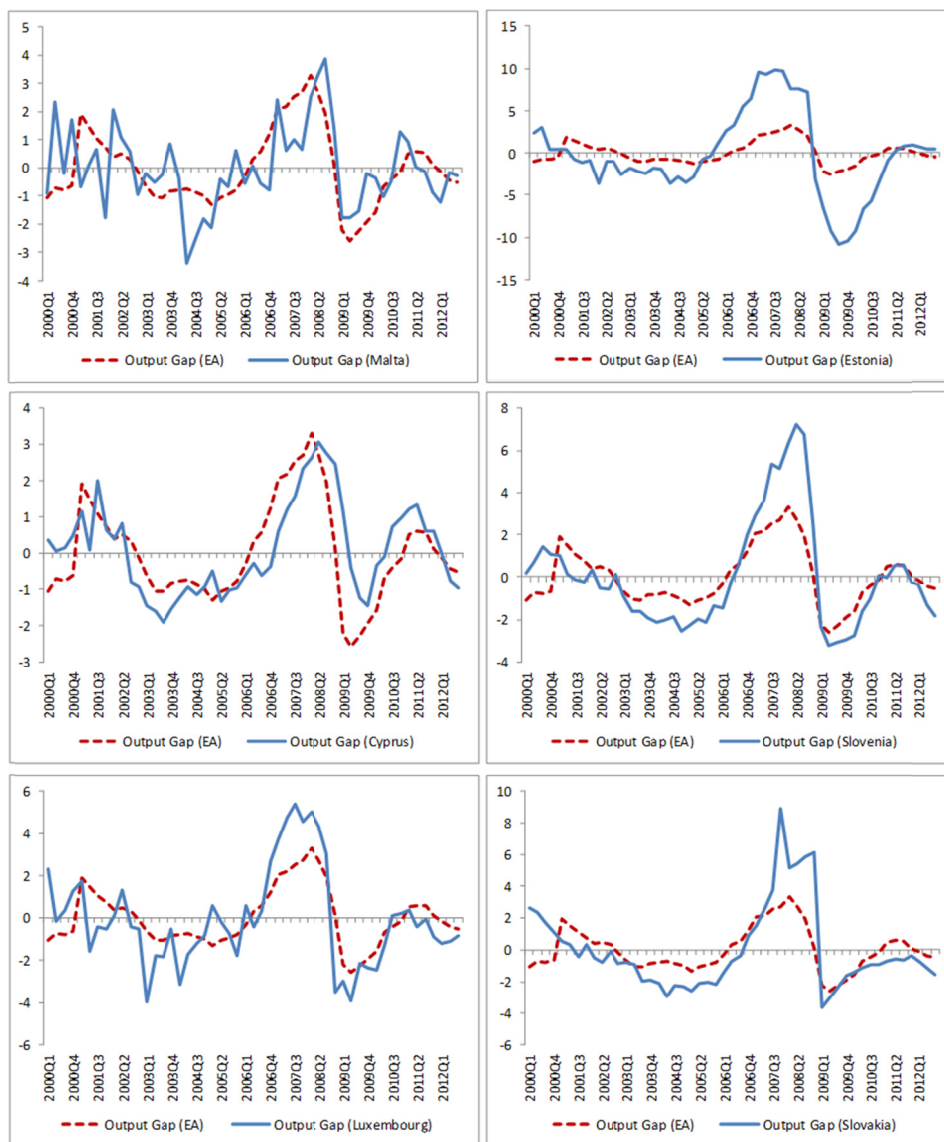 5
4
3
2
1
0
-1
-2
-3
-4
2000Q1
2000Q4
2001Q3
2002Q2
2003Q1
2003Q4
2004Q3
2005Q2
2006Q1
2006Q4
2007Q3
2008Q2
2009Q1
2009Q4
2010Q3
2011Q2
2012Q1
Output Gap (EA) Output Gap (Malta)
15
10
5
0
-5
-10
-15
2000Q1
2000Q4
2001Q3
2002Q2
2003Q1
2003Q4
2004Q3
2005Q2
2006Q1
2006Q4
2007Q3
2008Q2
2009Q1
2009Q4
2010Q3
2011Q2
2012Q1
Output Gap (EA) Output Gap (Estonia)
4
3
2
1
0
-1
-2
-3
2000Q1
2000Q4
2001Q3
2002Q2
2003Q1
2003Q4
2004Q3
2005Q2
2006Q1
2006Q4
2007Q3
2008Q2
2009Q1
2009Q4
2010Q3
2011Q2
2012Q1
Output Gap (EA) Output Gap (Cyprus)
8
6
4
2
0
-2
-4
2000Q1
2000Q4
2001Q3
2002Q2
2003Q1
2003Q4
2004Q3
2005Q2
2006Q1
2006Q4
2007Q3
2008Q2
2009Q1
2009Q4
2010Q3
2011Q2
2012Q1
Output Gap (EA) Output Gap (Slovenia)
6
4
2
0
-2
-4
-6
2000Q1
2000Q4
2001Q3
2002Q2
2003Q1
2003Q4
2004Q3
2005Q2
2006Q1
2006Q4
2007Q3
2008Q2
2009Q1
2009Q4
2010Q3
2011Q2
2012Q1
Output Gap (EA) Output Gap (Luxembourg)
10
8
6
4
2
0
-2
-4
-6
2000Q1
2000Q4
2001Q3
2002Q2
2003Q1
2003Q4
2004Q3
2005Q2
2006Q1
2006Q4
2007Q3
2008Q2
2009Q1
2009Q4
2010Q3
2011Q2
2012Q1
Output Gap (EA) Output Gap (Slovakia)